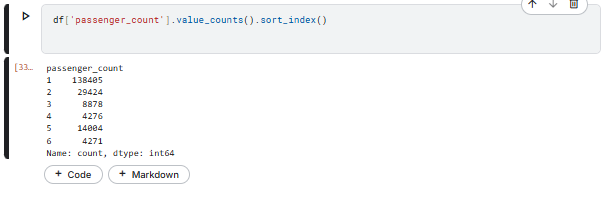 df['passenger_count'].value_counts().sort_index()
[33…
passenger_count
1 138405
2 29424
3 8878
4 4276
5 14004
6 4271
Name: count, dtype: int64
+ Code + Markdown